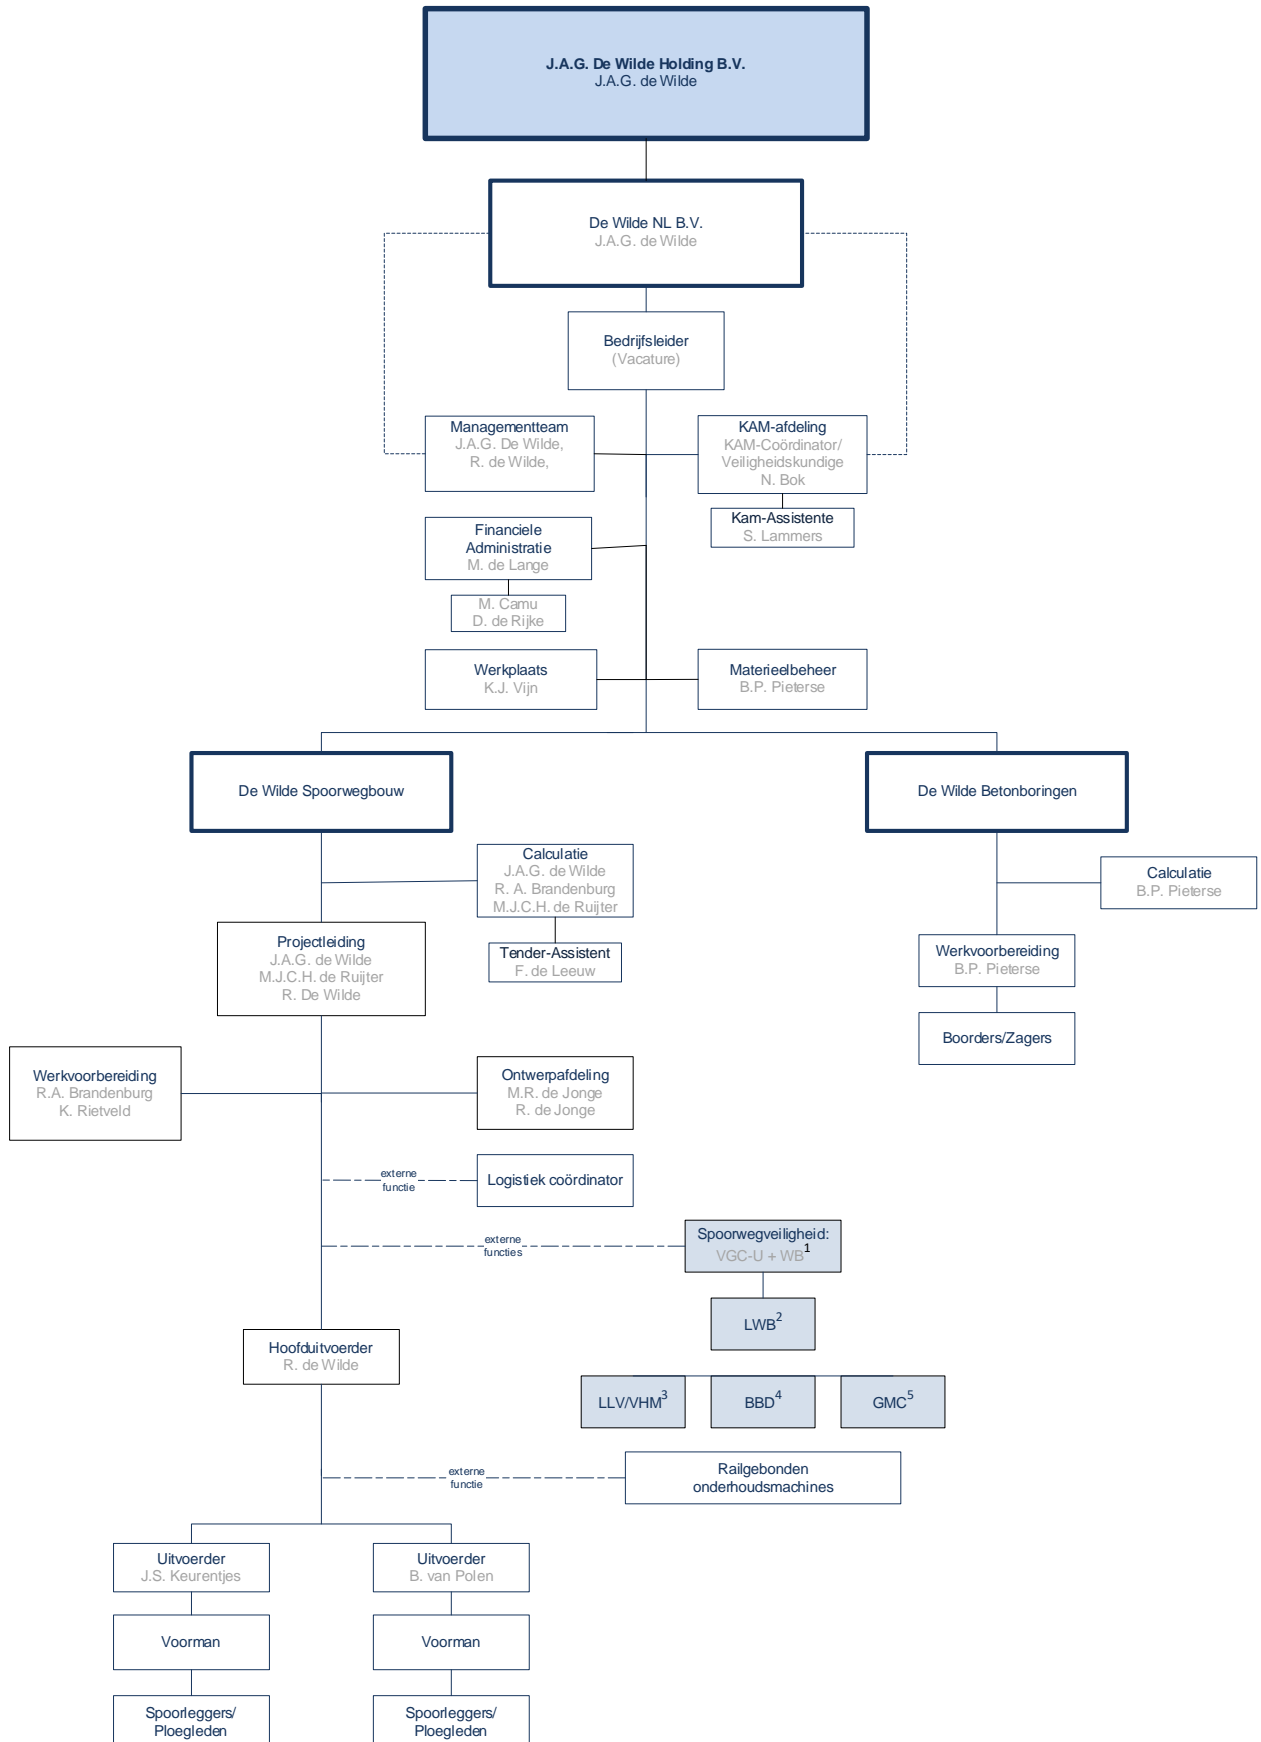 J.A.G. De Wilde Holding B.V.
J.A.G. de Wilde
De Wilde NL B.V.
J.A.G. de Wilde
Bedrijfsleider
(Vacature)
Managementteam
J.A.G. De Wilde,
R. de Wilde,
KAM-afdeling
KAM-Coördinator/
Veiligheidskundige
N. Bok
Kam-Assistente
S. Lammers
Financiele
Administratie
M. de Lange
M. Camu
D. de Rijke
Werkplaats
K.J. Vijn
Materieelbeheer
B.P. Pieterse
De Wilde Spoorwegbouw
De Wilde Betonboringen
Calculatie
J.A.G. de Wilde
R. A. Brandenburg
M.J.C.H. de Ruijter
Tender-Assistent
F. de Leeuw
Calculatie
B.P. Pieterse
Projectleiding
J.A.G. de Wilde
M.J.C.H. de Ruijter
R. De Wilde
Werkvoorbereiding
B.P. Pieterse
Boorders/Zagers
Werkvoorbereiding
R.A. Brandenburg
K. Rietveld
Ontwerpafdeling
M.R. de Jonge
R. de Jonge
externe
functie
Logistiek coördinator
externe
functies
Spoorwegveiligheid:
VGC-U + WB1
LWB2
Hoofduitvoerder
R. de Wilde
LLV/VHM3
BBD4
GMC5
externe
functie
Railgebonden
onderhoudsmachines
Uitvoerder
J.S. Keurentjes
Uitvoerder
B. van Polen
Voorman
Voorman
Spoorleggers/
Ploegleden
Spoorleggers/
Ploegleden